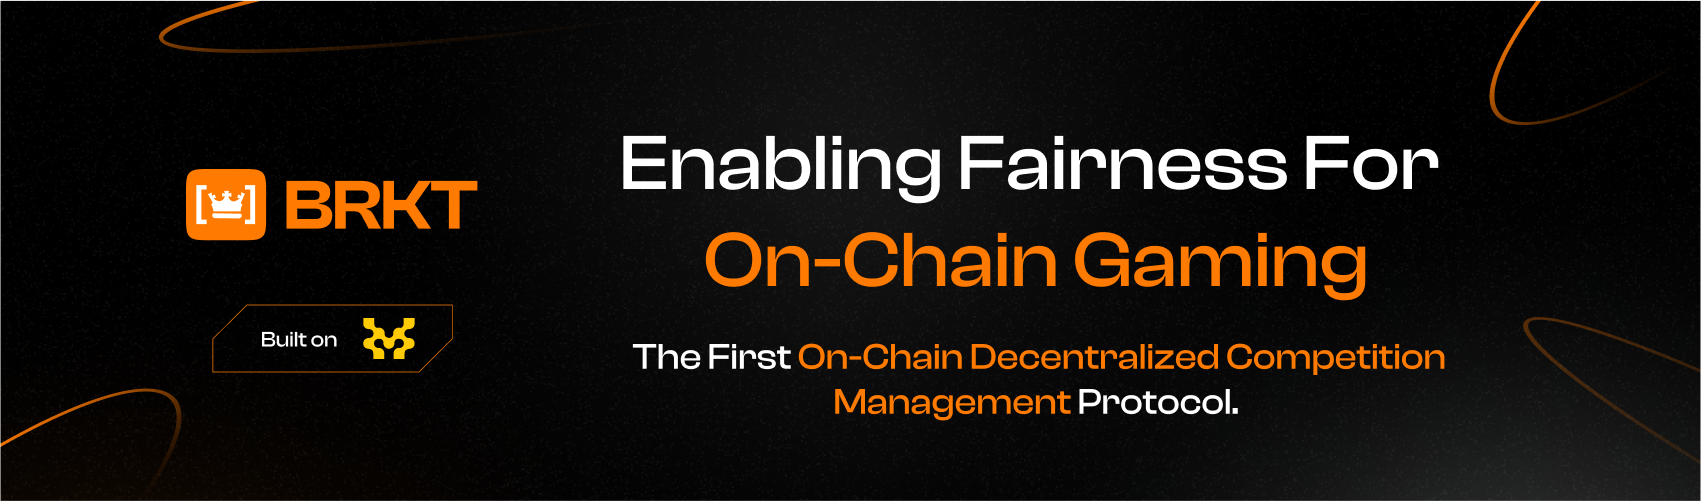 BRKT
Built on
Enabling Fairness For
On-Chain Gaming
The First On-Chain Decentralized Competition
Management Protocol.